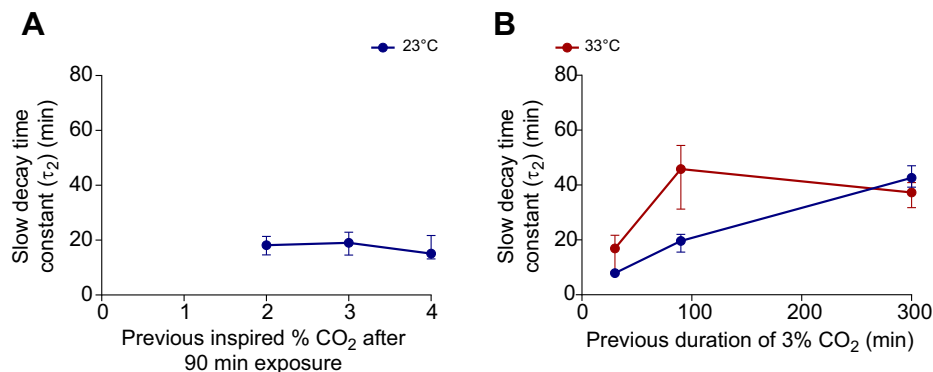 A
23°C
Slow decay time
constant (τ2) (min)
80
60
40
20
0
0 1 2 3 4
Previous inspired % CO2 after
90 min exposure
B
33°C
Slow decay time
constant (τ2) (min)
80
60
40
20
0
0 100 200 300
Previous duration of 3% CO2 (min)